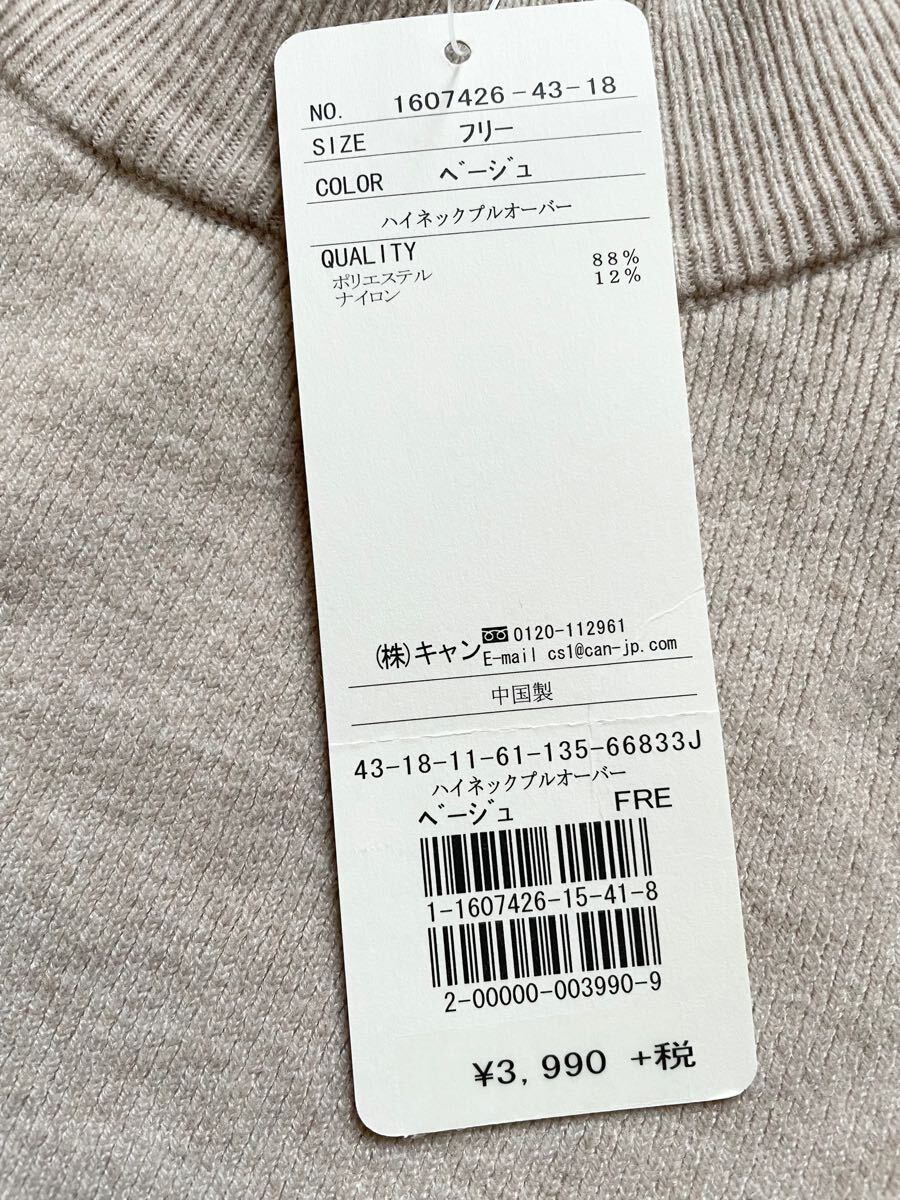 NO. 1607426-43-18
SIZE フリー
COLOR ベージュ
ハイネックプルオーバー
QUALITY
ポリエステル 88%
ナイロン 12%
(株)キャン 0120-112961
E-mail cs1@can-jp.com
中国製
43-18-11-61-135-66833J
ハイネックプルオーバー
ベージュ FRE
1-1607426-15-41-8
2-00000-003990-9
¥3,990 +税